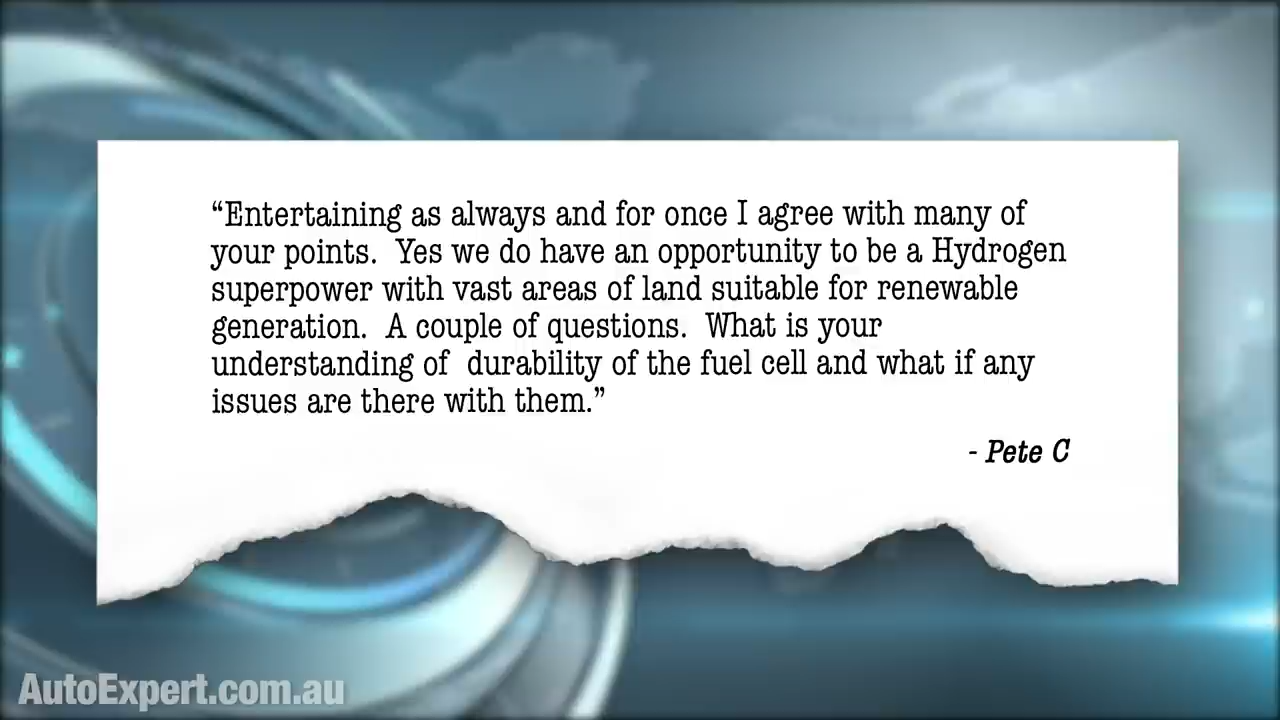 “Entertaining as always and for once I agree with many of
your points.  Yes we do have an opportunity to be a Hydrogen
superpower with vast areas of land suitable for renewable
generation.  A couple of questions.  What is your
understanding of  durability of the fuel cell and what if any
issues are there with them.”
- Pete C
AutoExpert.com.au